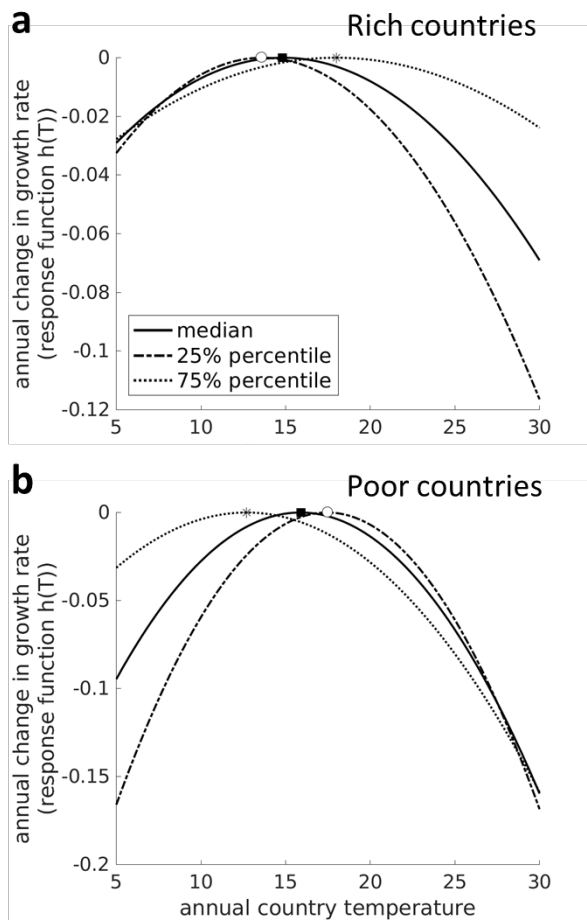 a
Rich countries
annual change in growth rate
(response function h(T))
0
-0.02
-0.04
-0.06
-0.08
-0.1
-0.12
median
25% percentile
75% percentile
5
10
15
20
25
30
b
Poor countries
annual change in growth rate
(response function h(T))
0
-0.05
-0.1
-0.15
-0.2
5
10
15
20
25
30
annual country temperature